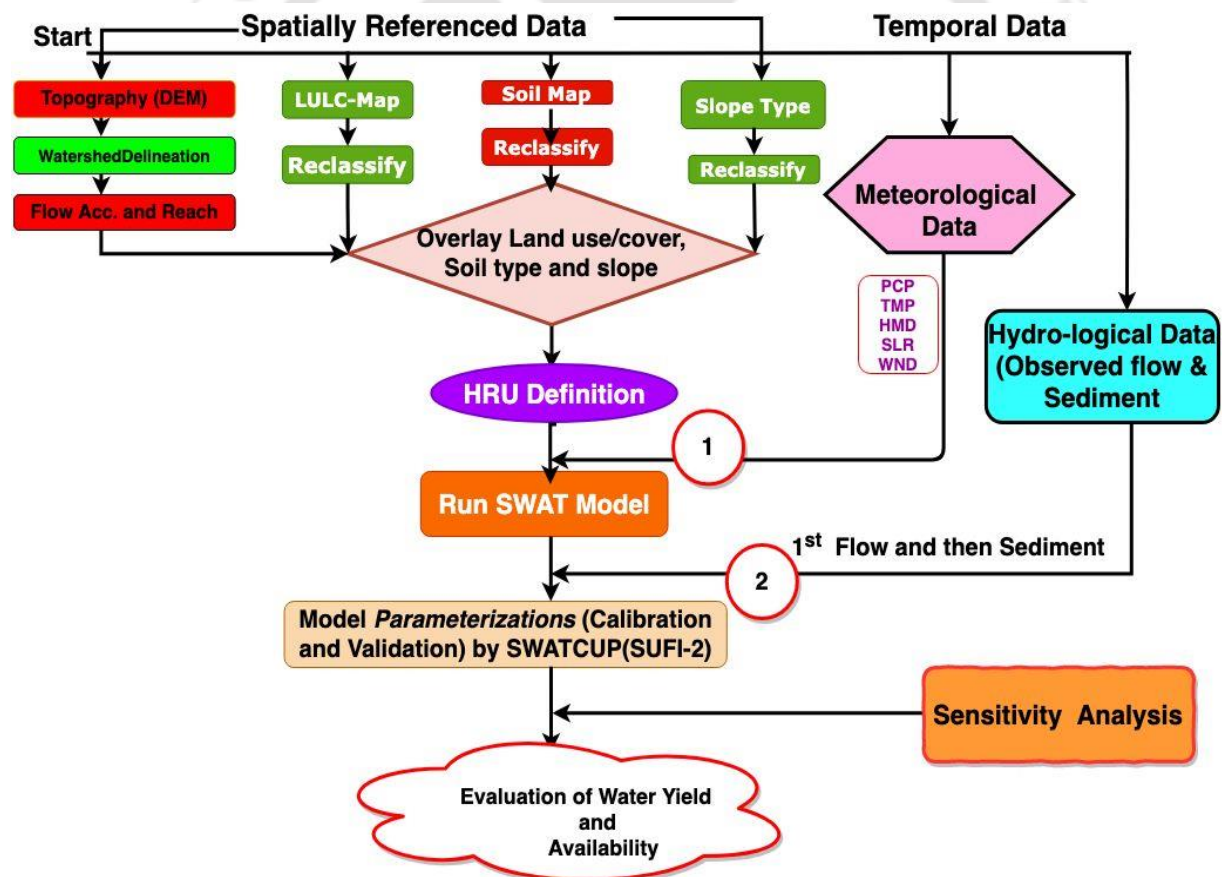 Start
Spatially Referenced Data
Temporal Data
Topography (DEM)
WatershedDelineation
Flow Acc. and Reach
LULC-Map
Reclassify
Soil Map
Reclassify
Slope Type
Reclassify
Overlay Land use/cover,
Soil type and slope
Meteorological
Data
PCP
TMP
HMD
SLR
WND
Hydro-logical Data
(Observed flow &
Sediment
HRU Definition
1
Run SWAT Model
1st Flow and then Sediment
2
Model Parameterizations (Calibration
and Validation) by SWATCUP(SUFI-2)
Sensitivity Analysis
Evaluation of Water Yield
and
Availability